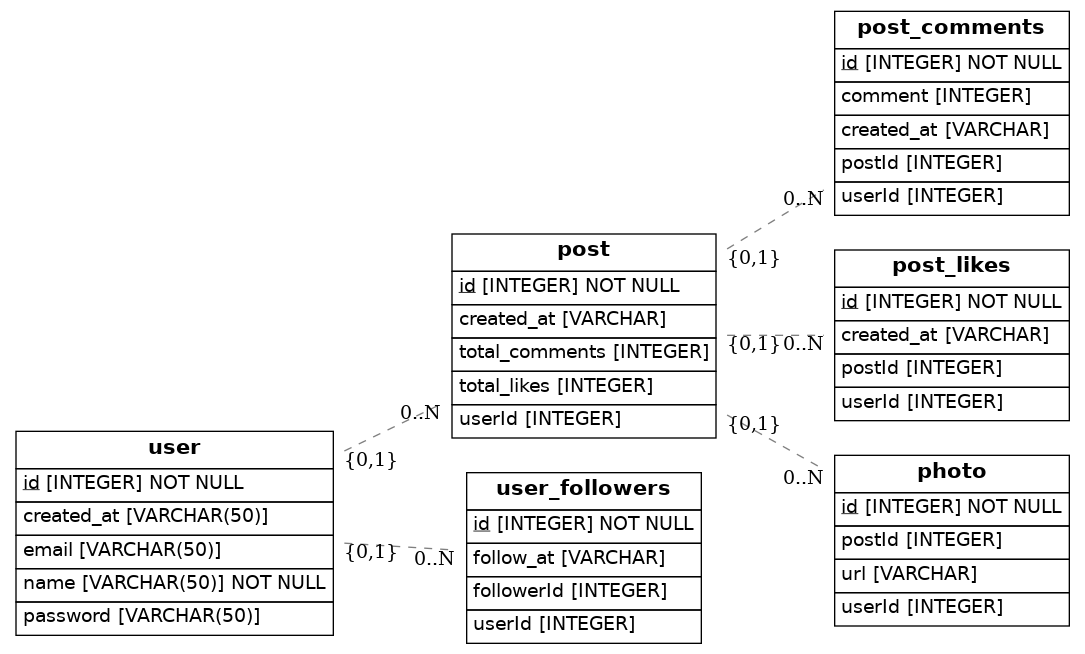 post_comments
id [INTEGER] NOT NULL
comment [INTEGER]
created_at [VARCHAR]
postId [INTEGER]
userId [INTEGER]
0..N
{0,1}
post
id [INTEGER] NOT NULL
created_at [VARCHAR]
total_comments [INTEGER]
total_likes [INTEGER]
userId [INTEGER]
post_likes
id [INTEGER] NOT NULL
created_at [VARCHAR]
postId [INTEGER]
userId [INTEGER]
{0,1}
0..N
{0,1}
0..N
photo
id [INTEGER] NOT NULL
postId [INTEGER]
url [VARCHAR]
userId [INTEGER]
0..N
{0,1}
user
id [INTEGER] NOT NULL
created_at [VARCHAR(50)]
email [VARCHAR(50)]
name [VARCHAR(50)] NOT NULL
password [VARCHAR(50)]
{0,1}
0..N
user_followers
id [INTEGER] NOT NULL
follow_at [VARCHAR]
followerId [INTEGER]
userId [INTEGER]